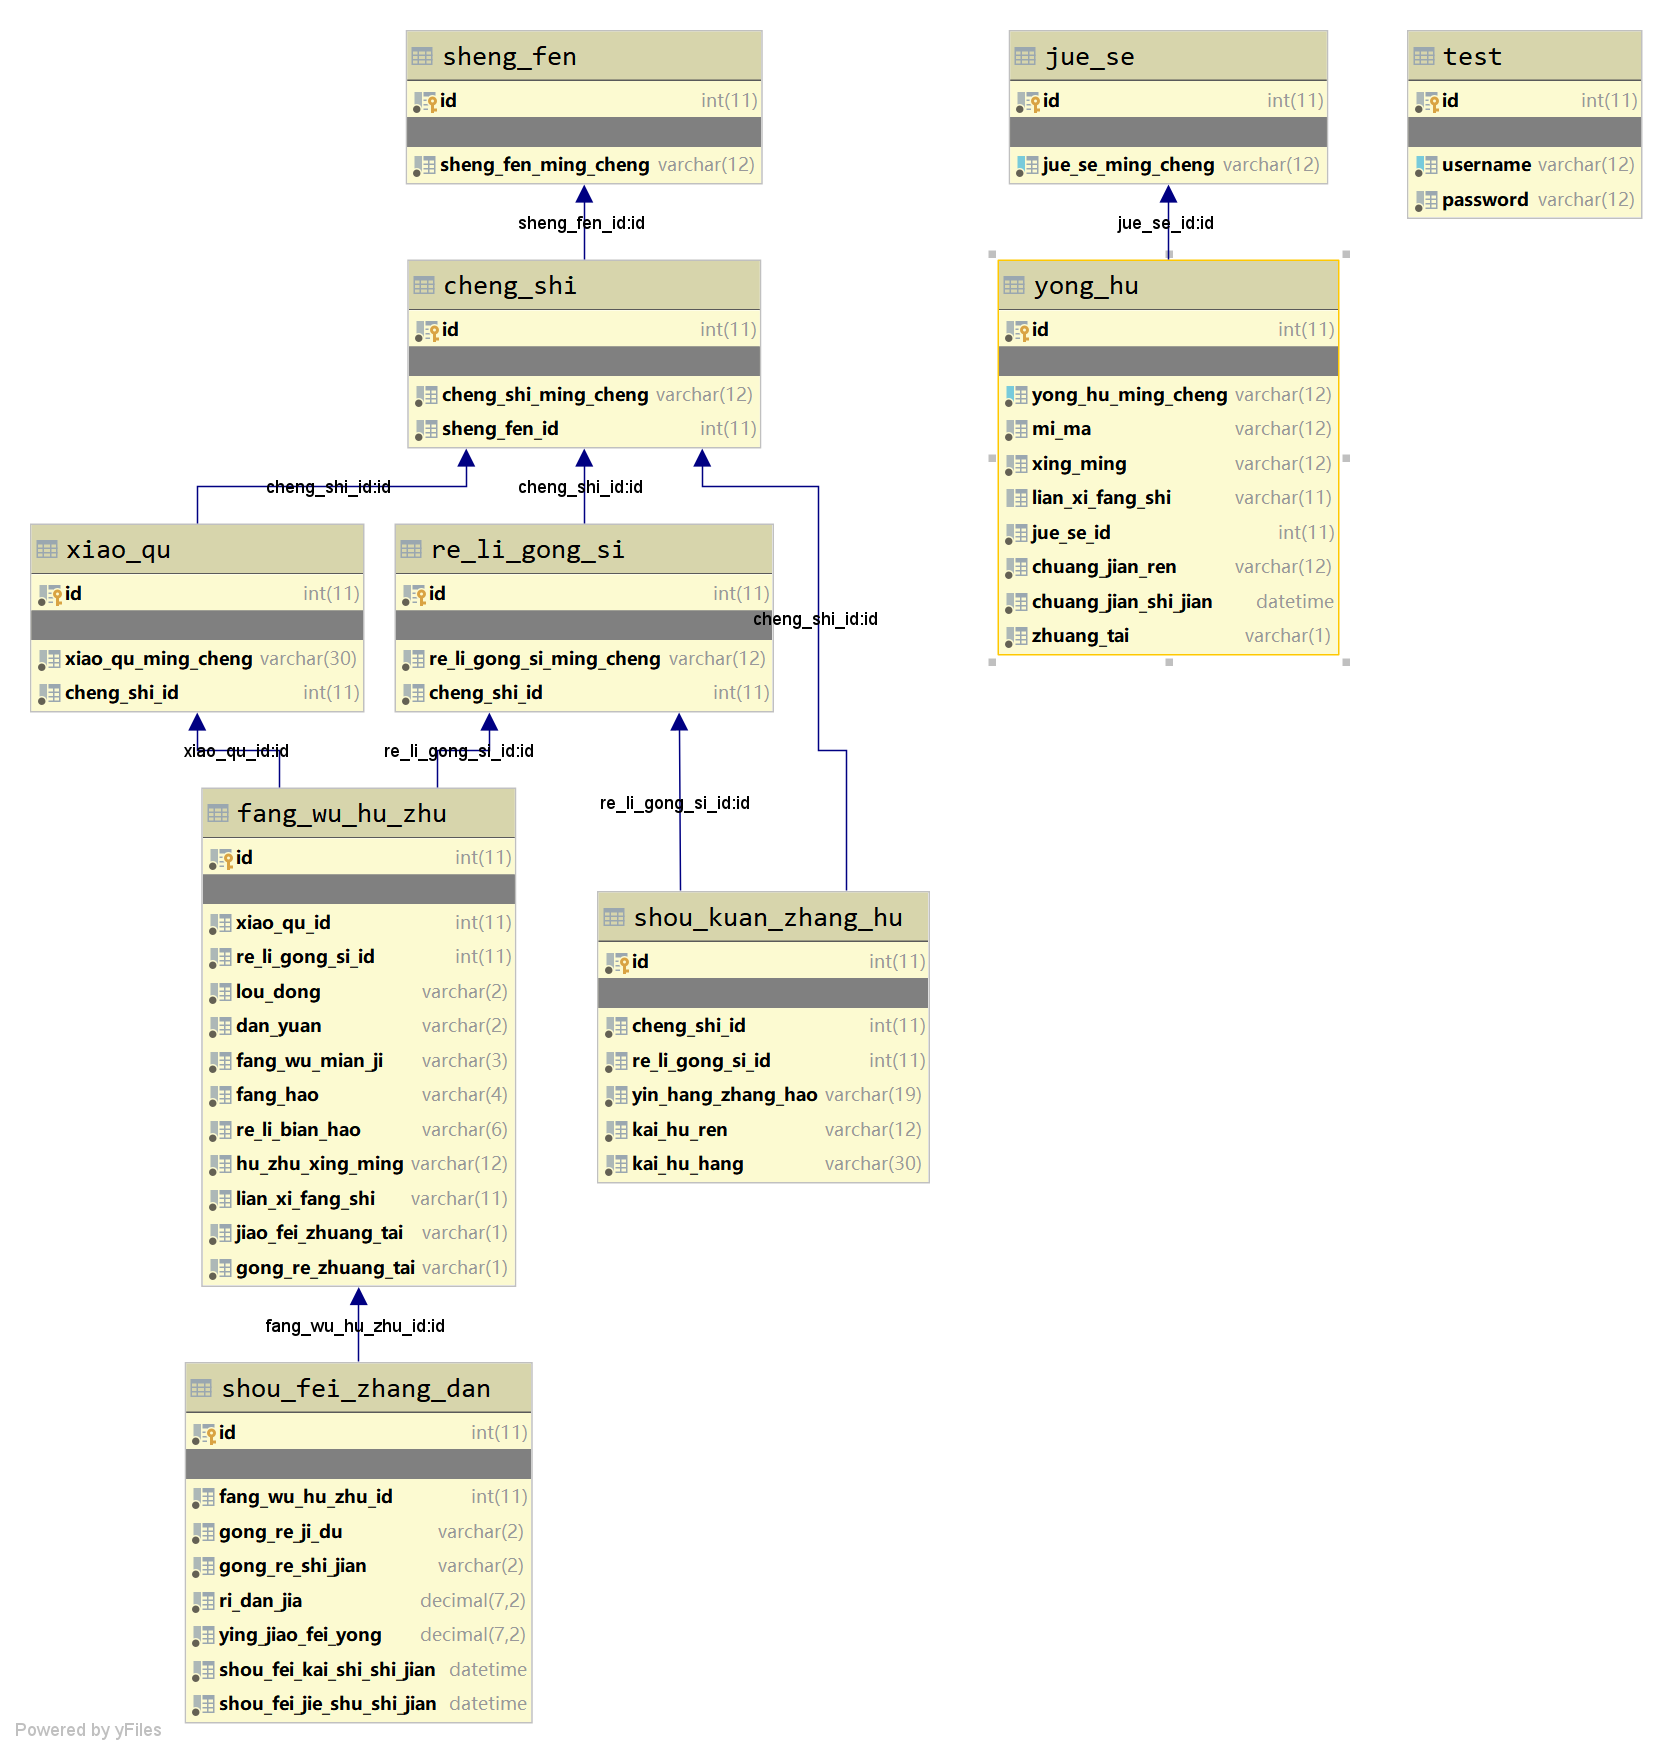 sheng_fen
id int(11)
sheng_fen_ming_cheng varchar(12)
sheng_fen_id:id
cheng_shi
id int(11)
cheng_shi_ming_cheng varchar(12)
sheng_fen_id int(11)
cheng_shi_id:id
cheng_shi_id:id
cheng_shi_id:id
xiao_qu
id int(11)
xiao_qu_ming_cheng varchar(30)
cheng_shi_id int(11)
re_li_gong_si
id int(11)
re_li_gong_si_ming_cheng varchar(12)
cheng_shi_id int(11)
xiao_qu_id:id
re_li_gong_si_id:id
re_li_gong_si_id:id
fang_wu_hu_zhu
id int(11)
xiao_qu_id int(11)
re_li_gong_si_id int(11)
lou_dong varchar(2)
dan_yuan varchar(2)
fang_wu_mian_ji varchar(3)
fang_hao varchar(4)
re_li_bian_hao varchar(6)
hu_zhu_xing_ming varchar(12)
lian_xi_fang_shi varchar(11)
jiao_fei_zhuang_tai varchar(1)
gong_re_zhuang_tai varchar(1)
shou_kuan_zhang_hu
id int(11)
cheng_shi_id int(11)
re_li_gong_si_id int(11)
yin_hang_zhang_hao varchar(19)
kai_hu_ren varchar(12)
kai_hu_hang varchar(30)
fang_wu_hu_zhu_id:id
shou_fei_zhang_dan
id int(11)
fang_wu_hu_zhu_id int(11)
gong_re_ji_du varchar(2)
gong_re_shi_jian varchar(2)
ri_dan_jia decimal(7,2)
ying_jiao_fei_yong decimal(7,2)
shou_fei_kai_shi_shi_jian datetime
shou_fei_jie_shu_shi_jian datetime
jue_se
id int(11)
jue_se_ming_cheng varchar(12)
jue_se_id:id
yong_hu
id int(11)
yong_hu_ming_cheng varchar(12)
mi_ma varchar(12)
xing_ming varchar(12)
lian_xi_fang_shi varchar(11)
jue_se_id int(11)
chuang_jian_ren varchar(12)
chuang_jian_shi_jian datetime
zhuang_tai varchar(1)
test
id int(11)
username varchar(12)
password varchar(12)
Powered by yFiles